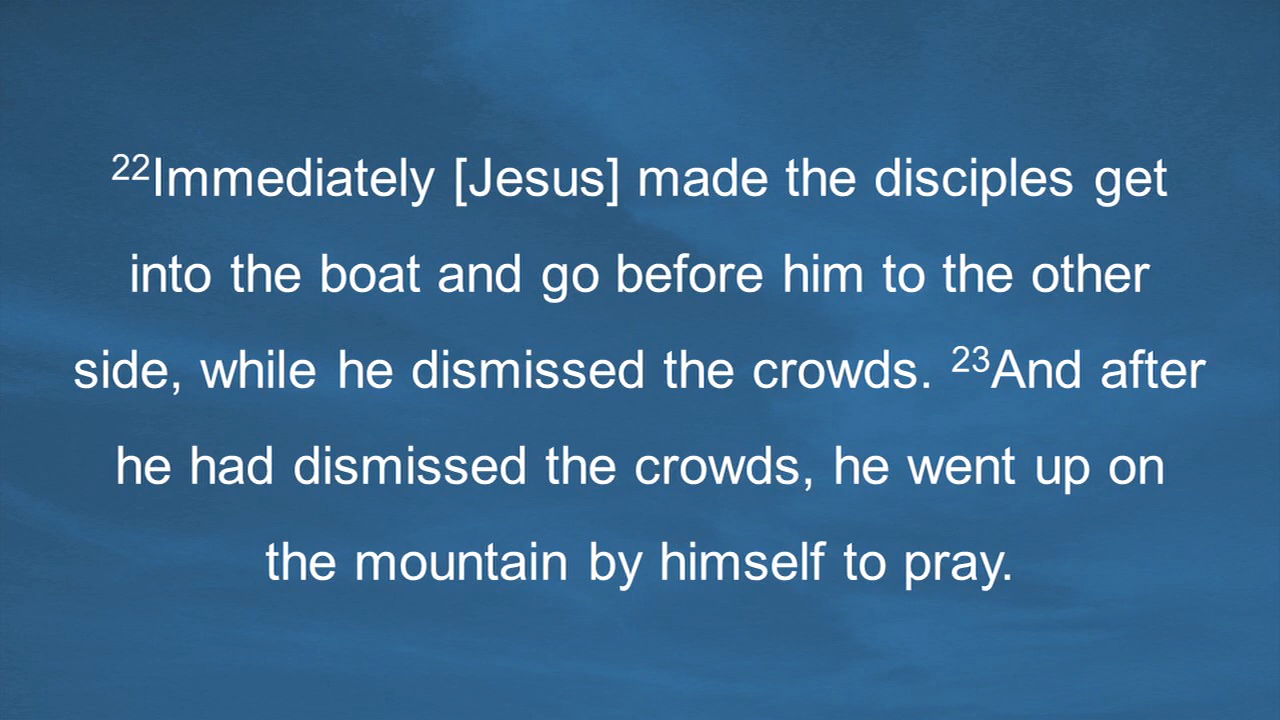 22Immediately [Jesus] made the disciples get
into the boat and go before him to the other
side, while he dismissed the crowds. 23And after
he had dismissed the crowds, he went up on
the mountain by himself to pray.